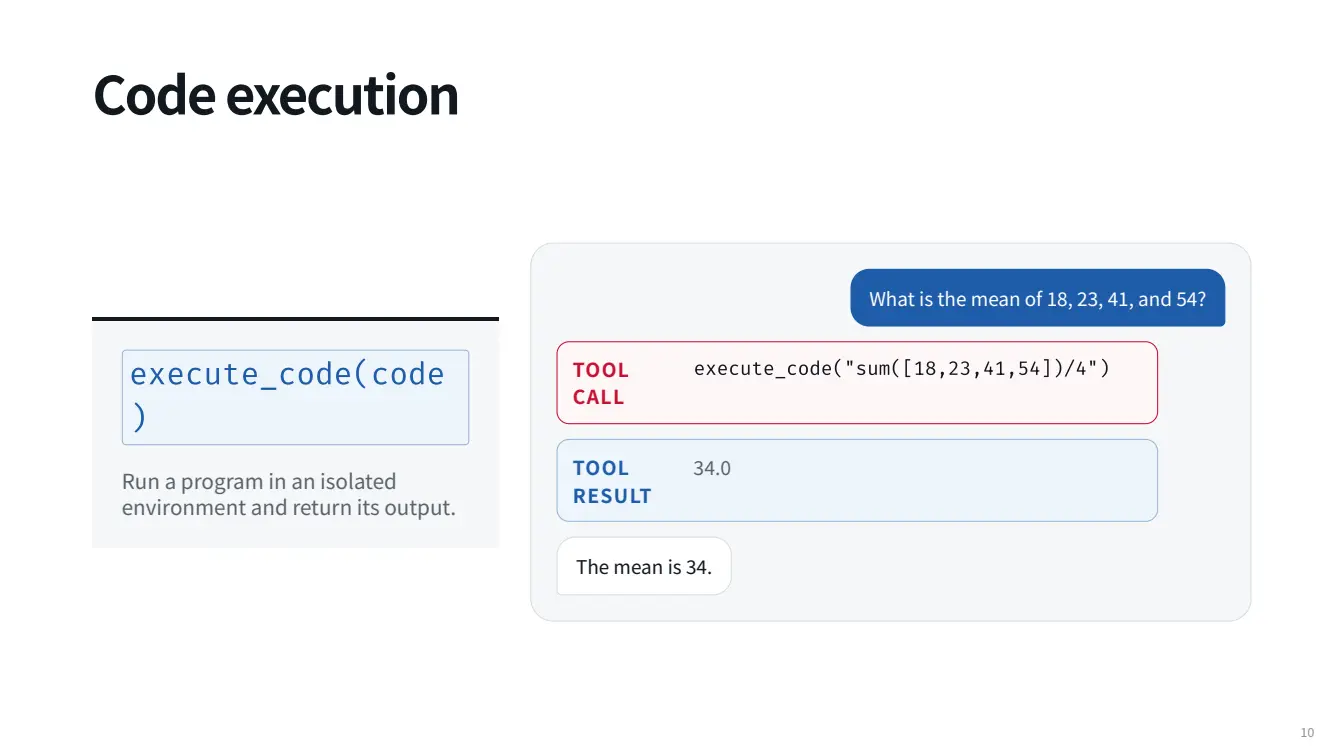 Code execution
execute_code(code
)
Run a program in an isolated
environment and return its output.
What is the mean of 18, 23, 41, and 54?
TOOL
CALL
execute_code("sum([18,23,41,54])/4")
TOOL
RESULT
34.0
The mean is 34.
10